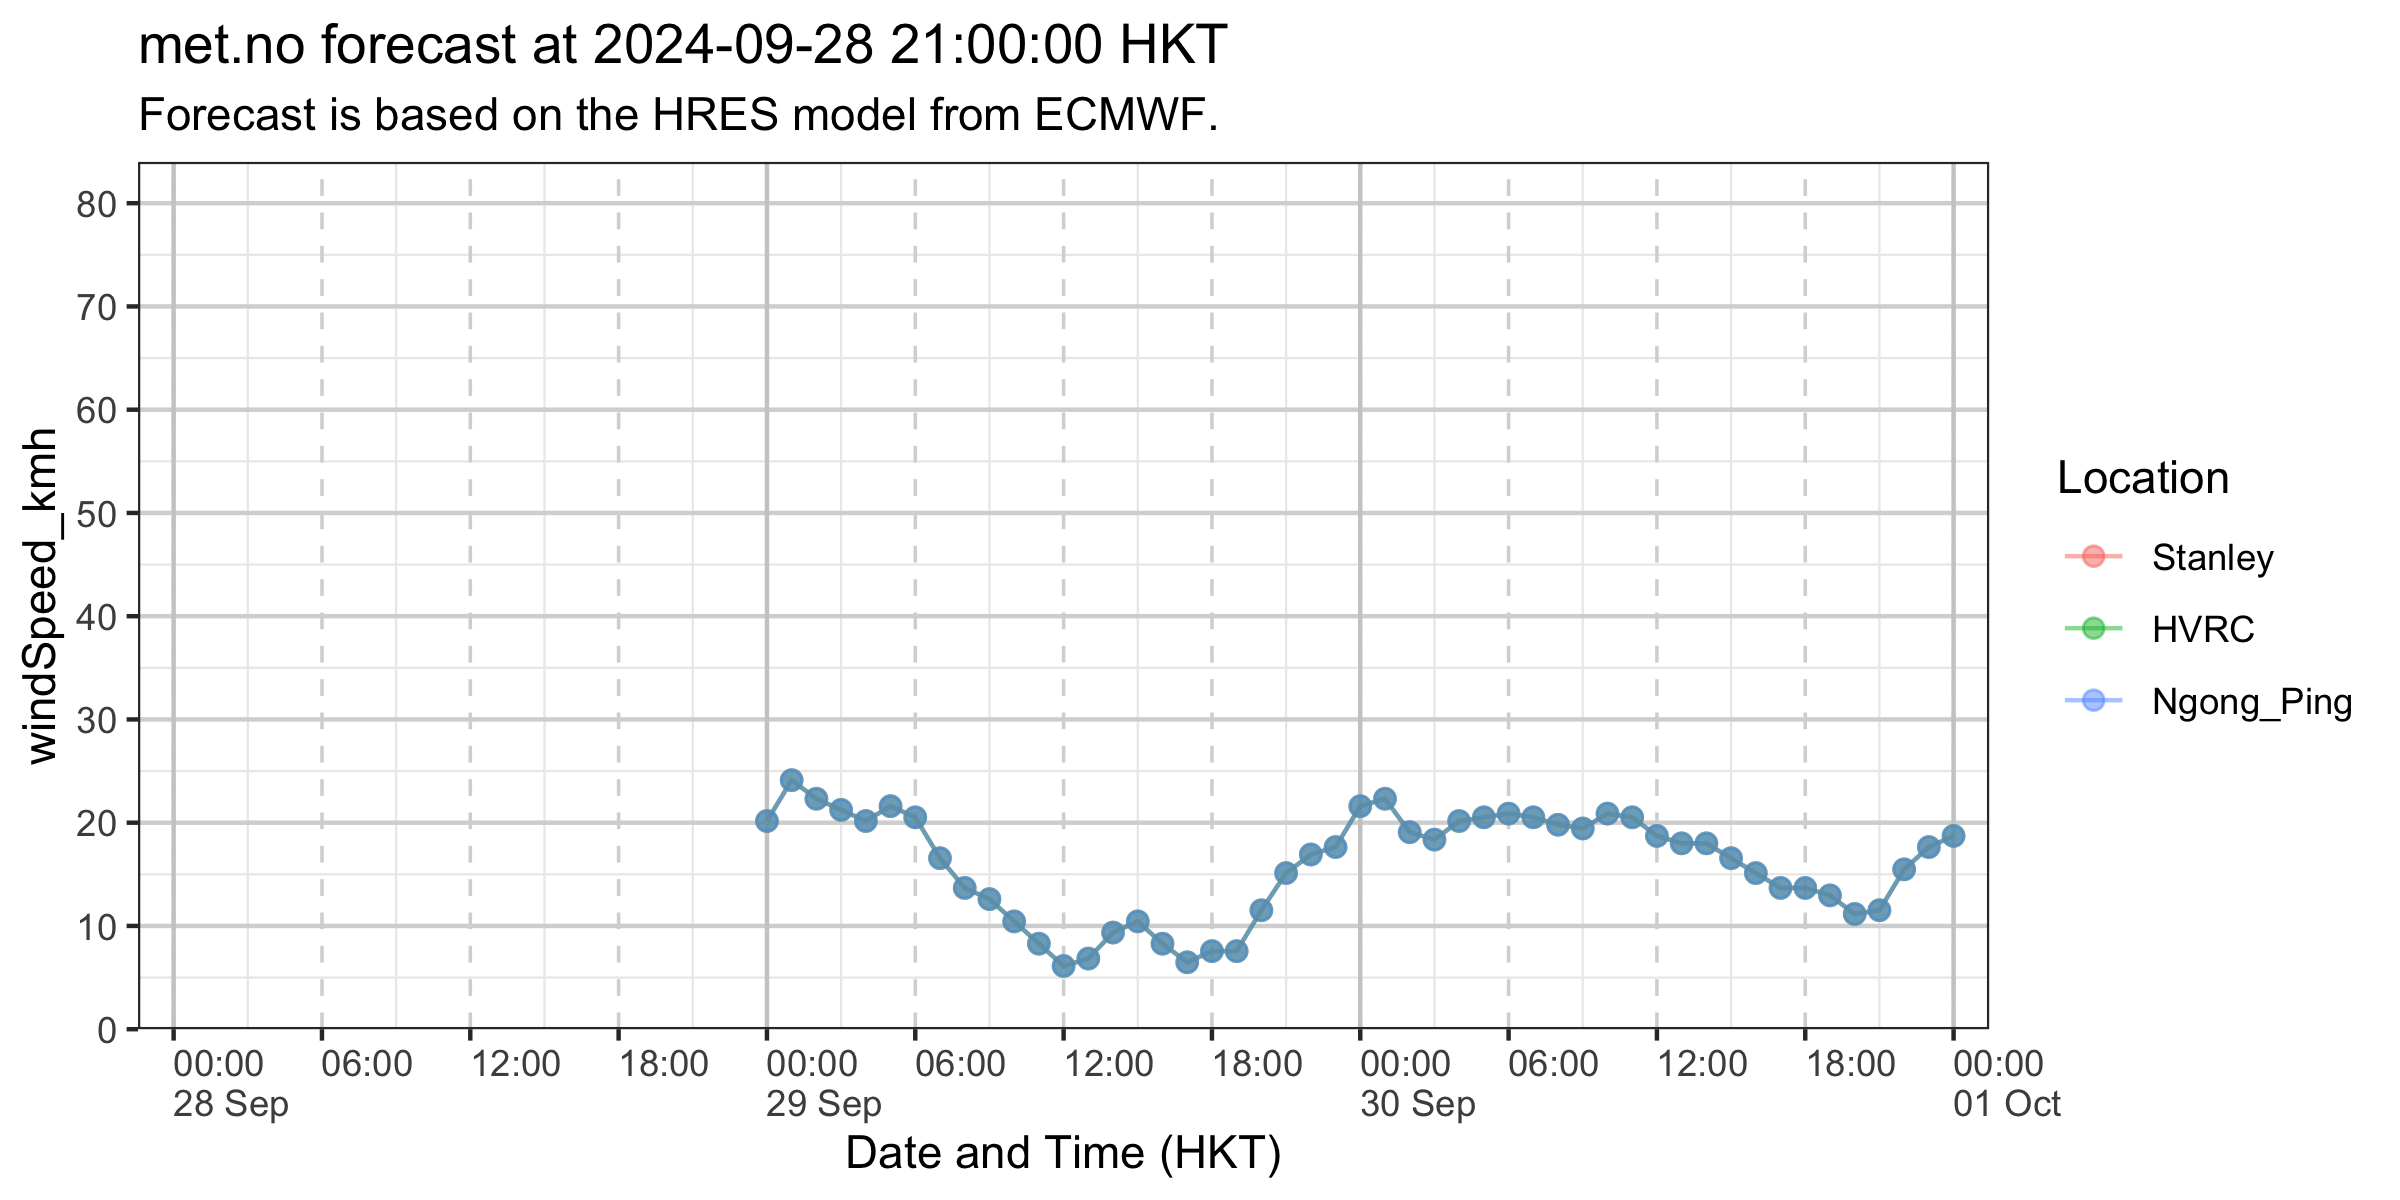 met.no forecast at 2024-09-28 21:00:00 HKT
Forecast is based on the HRES model from ECMWF.
windSpeed_kmh
80
70
60
50
40
30
20
10
0
00:00 06:00 12:00 18:00 00:00 06:00 12:00 18:00 00:00 06:00 12:00 18:00 00:00
28 Sep 29 Sep 30 Sep 01 Oct
Date and Time (HKT)
Location
Stanley
HVRC
Ngong_Ping